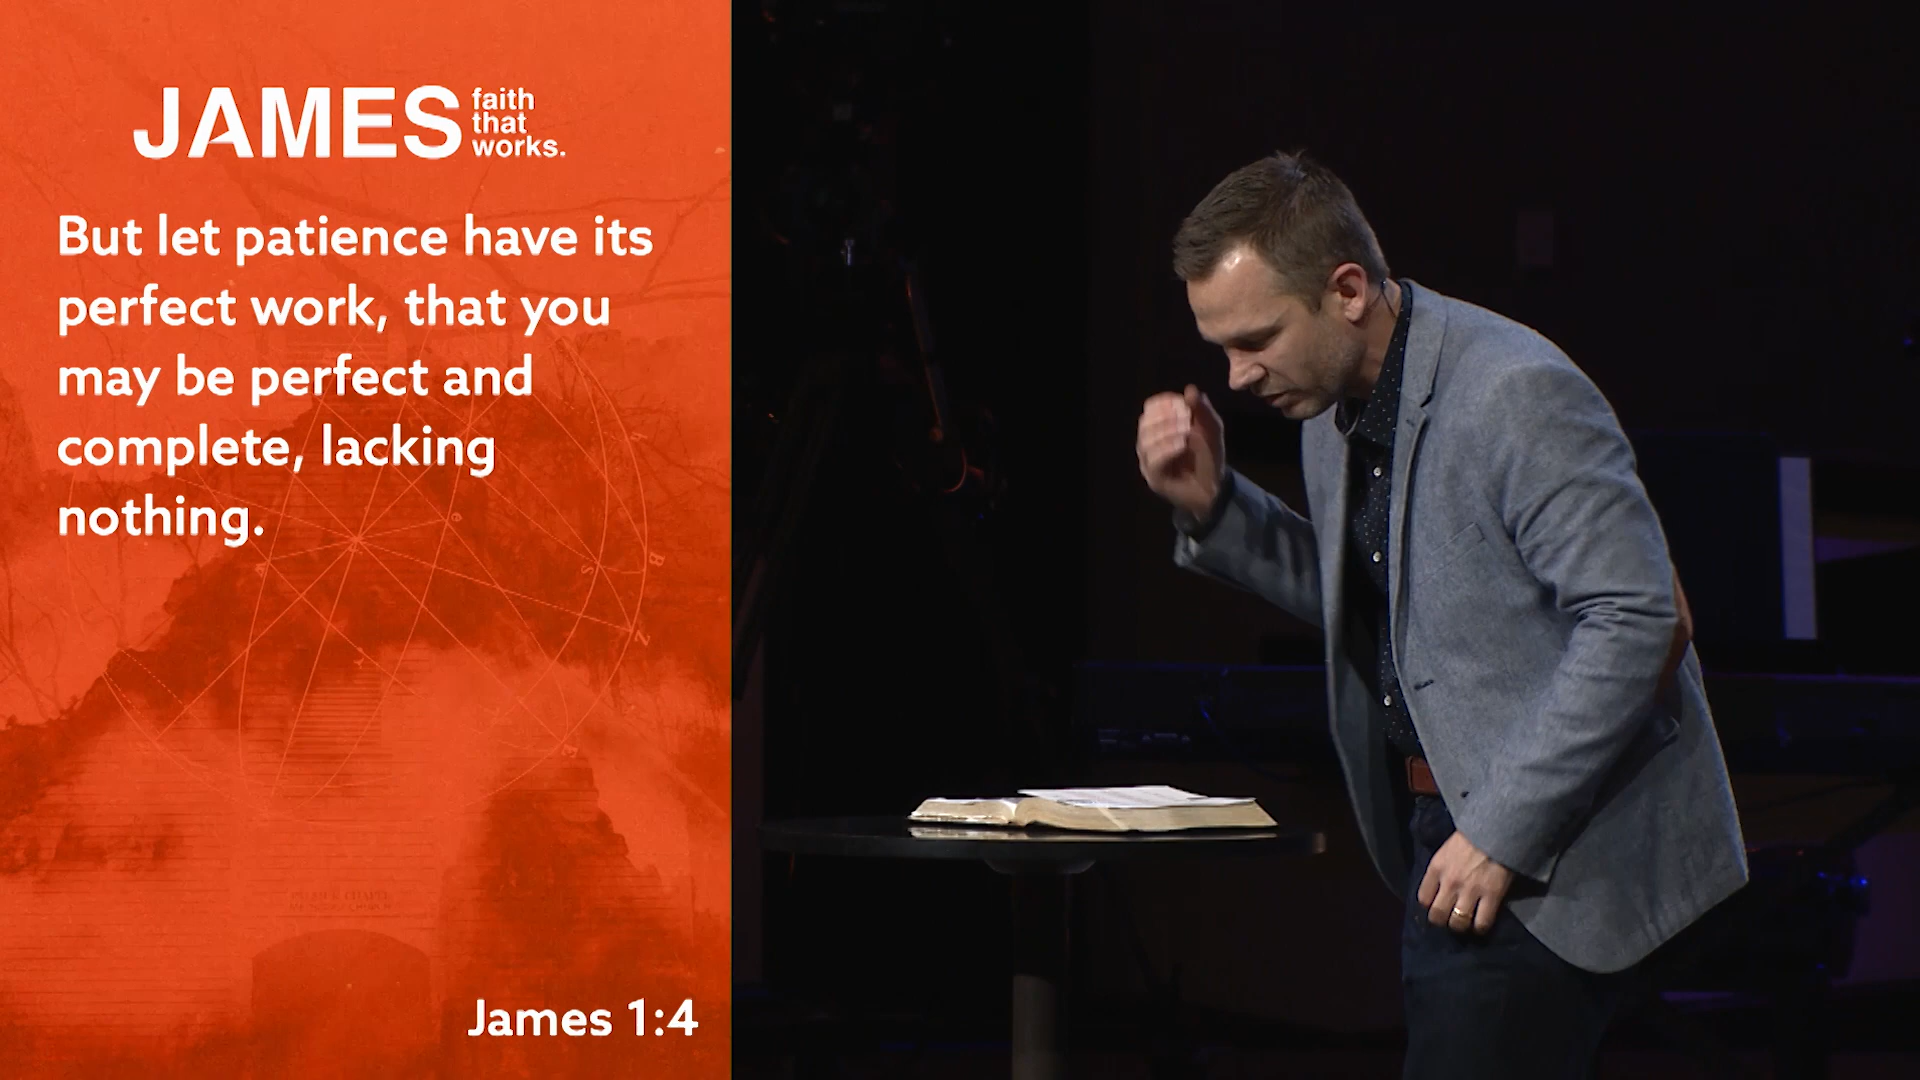 JAMES faith
that
works.
But let patience have its
perfect work, that you
may be perfect and
complete, lacking
nothing.
James 1:4